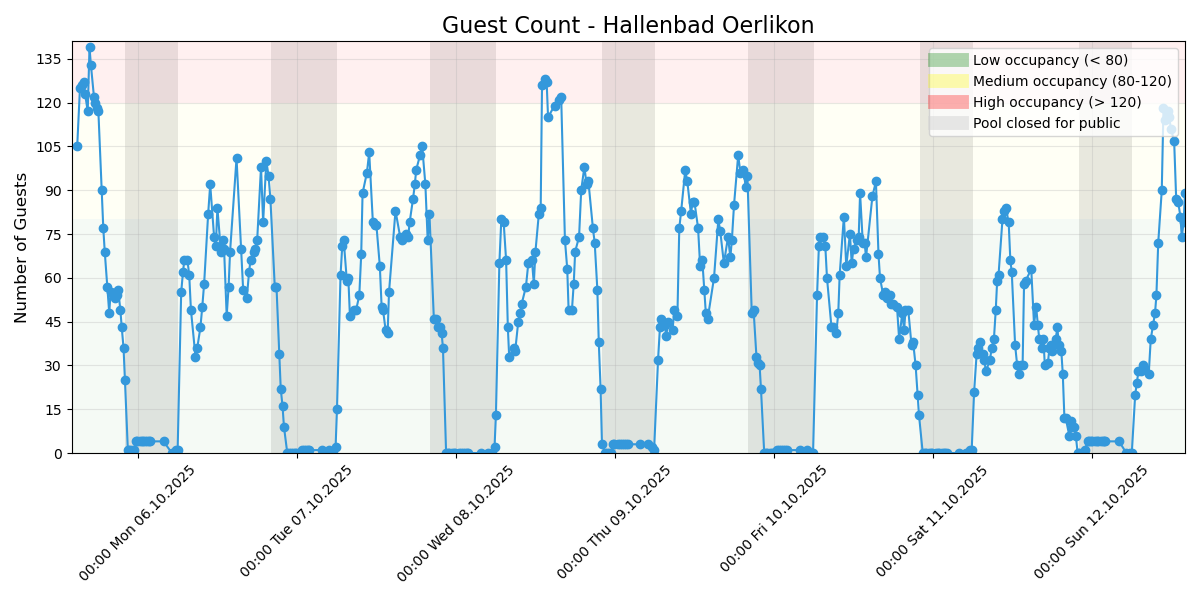 Guest Count - Hallenbad Oerlikon
Number of Guests
135
120
105
90
75
60
45
30
15
0
Low occupancy (< 80)
Medium occupancy (80-120)
High occupancy (> 120)
Pool closed for public
00:00 Mon 06.10.2025
00:00 Tue 07.10.2025
00:00 Wed 08.10.2025
00:00 Thu 09.10.2025
00:00 Fri 10.10.2025
00:00 Sat 11.10.2025
00:00 Sun 12.10.2025